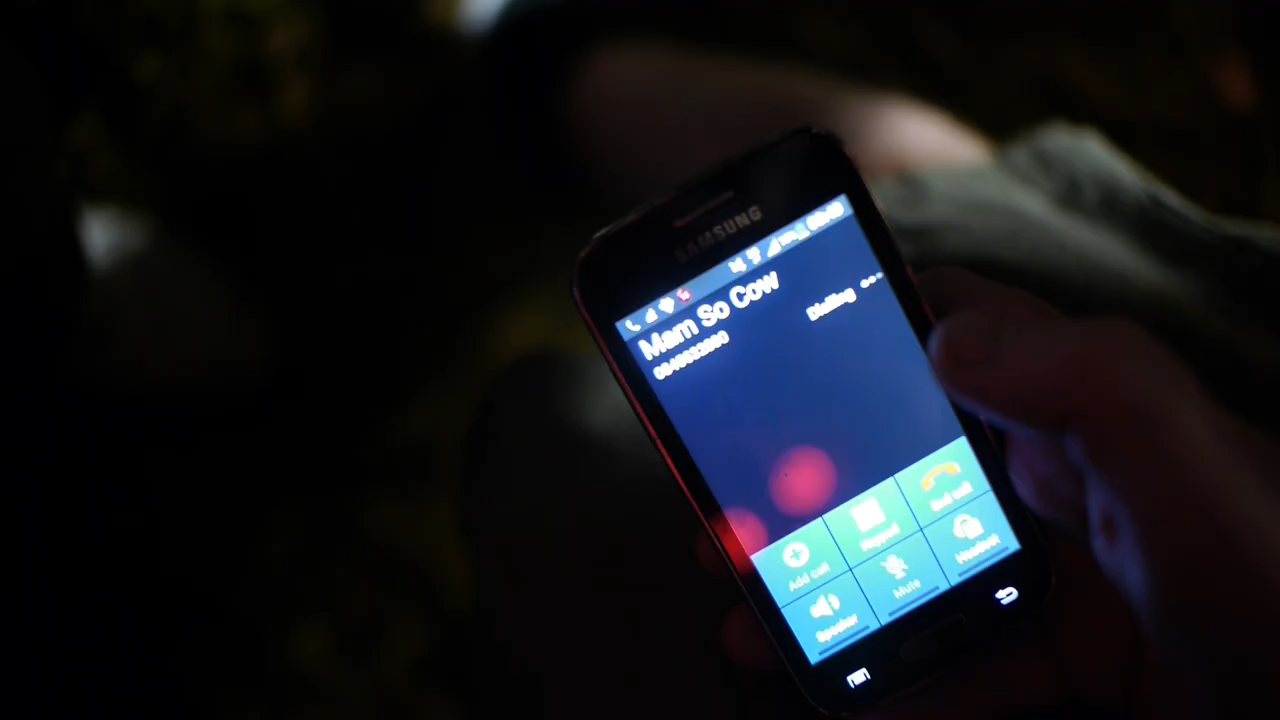 SAMSUNG
Mam So Cow
Dialling
Add call
Keypad
End call
Speaker
Mute
Headset